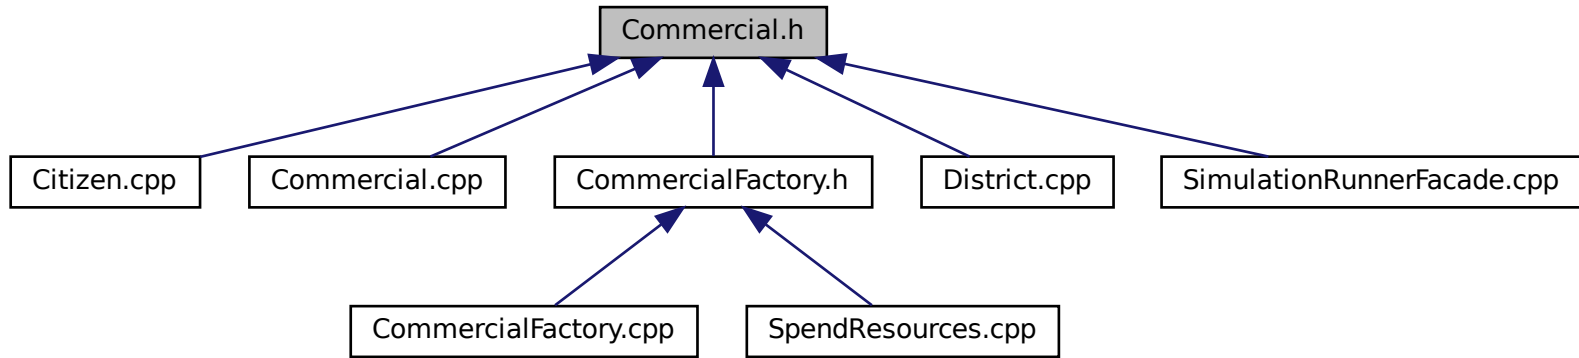 Commercial.h
Citizen.cpp
Commercial.cpp
CommercialFactory.h
District.cpp
SimulationRunnerFacade.cpp
CommercialFactory.cpp
SpendResources.cpp